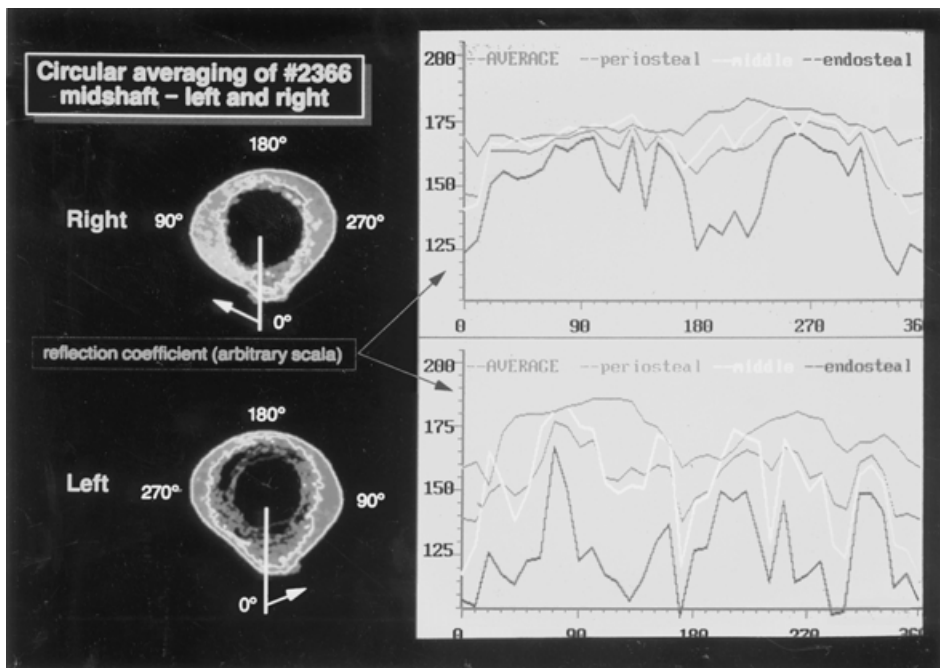 Circular averaging of #2366
midshaft – left and right
180°
Right
90°
270°
0°
reflection coefficient (arbitrary scala)
180°
Left
270°
90°
0°
200
AVERAGE
periosteal
middle
endosteal
175
150
125
0
90
180
270
360
200
AVERAGE
periosteal
middle
endosteal
175
150
125
0
90
180
270